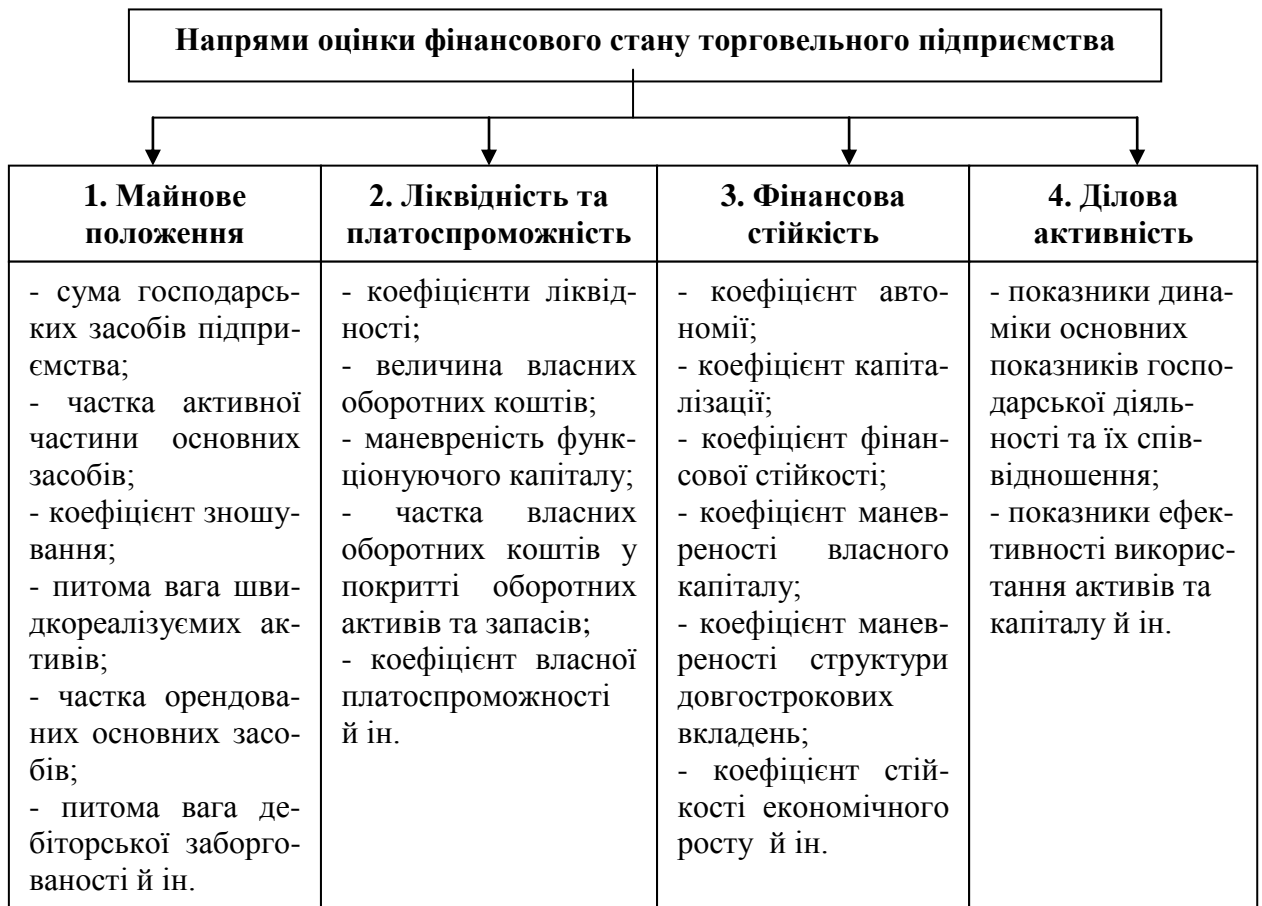 Напрями оцінки фінансового стану торговельного підприємства
1. Майнове
положення
- сума господарсь-
ких засобів підпри-
ємства;
- частка активної
частини основних
засобів;
- коефіцієнт зношу-
вання;
- питома вага шви-
дкореалізуємих ак-
тивів;
- частка орендова-
них основних засо-
бів;
- питома вага де-
біторської заборго-
ваності й ін.
2. Ліквідність та
платоспроможність
- коефіцієнти ліквід-
ності;
- величина власних
оборотних коштів;
- маневреність функ-
ціонуючого капіталу;
- частка власних
оборотних коштів у
покритті оборотних
активів та запасів;
- коефіцієнт власної
платоспроможності
й ін.
3. Фінансова
стійкість
- коефіцієнт авто-
номії;
- коефіцієнт капіта-
лізації;
- коефіцієнт фінан-
сової стійкості;
- коефіцієнт манев-
реності власного
капіталу;
- коефіцієнт манев-
реності структури
довгострокових
вкладень;
- коефіцієнт стій-
кості економічного
росту й ін.
4. Ділова
активність
- показники дина-
міки основних
показників госпо-
дарської діяль-
ності та їх спів-
відношення;
- показники ефек-
тивності викорис-
тання активів та
капіталу й ін.